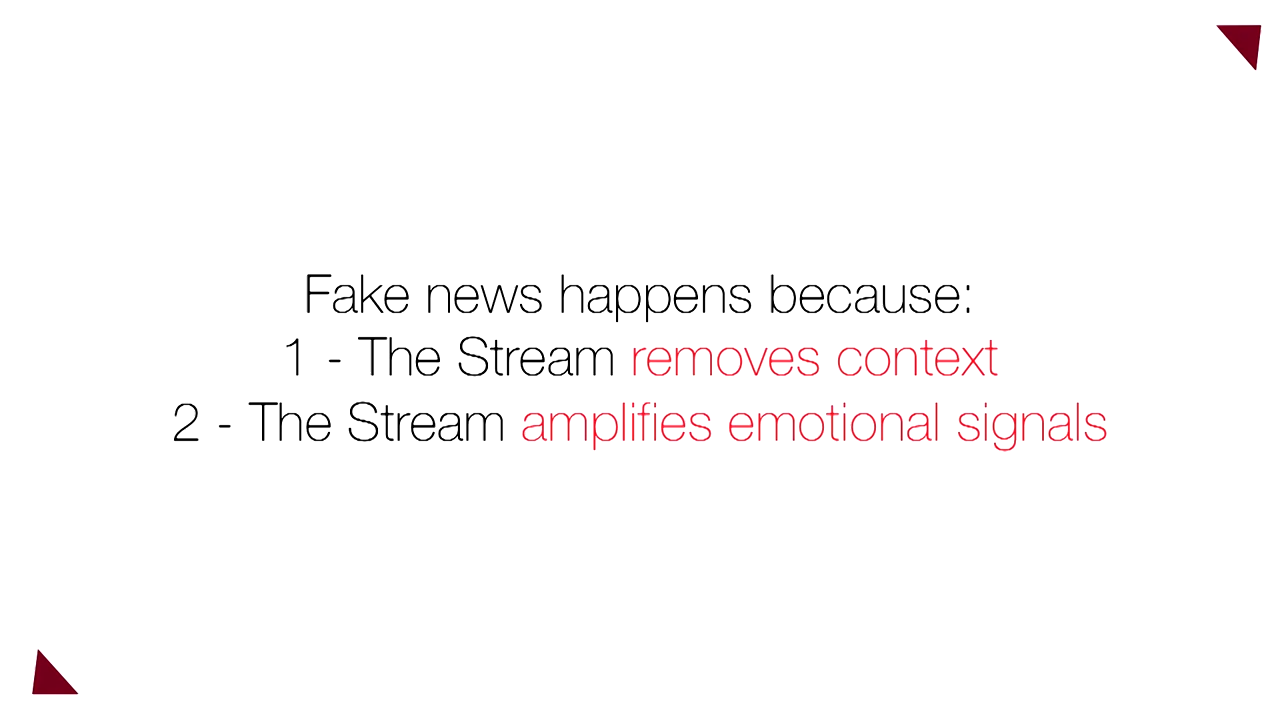 Fake news happens because:
1 - The Stream removes context
2 - The Stream amplifies emotional signals